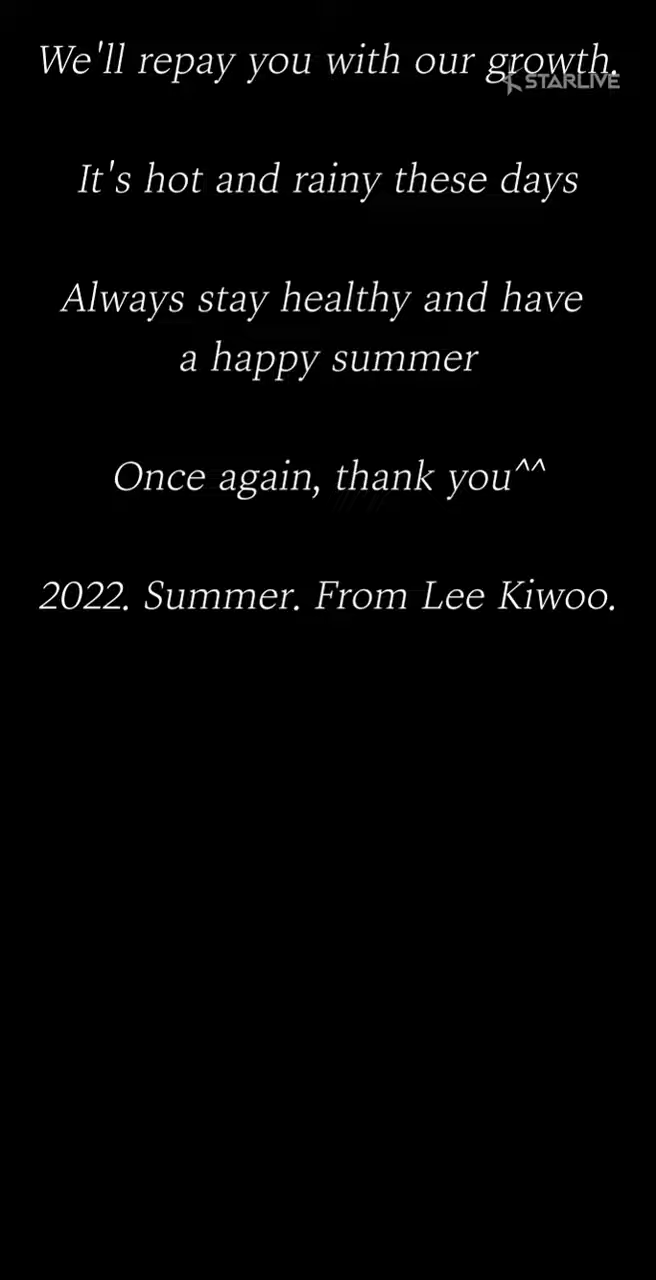 We'll repay you with our growth.
STARLIVE
It's hot and rainy these days
Always stay healthy and have
a happy summer
Once again, thank you^^
2022. Summer. From Lee Kiwoo.